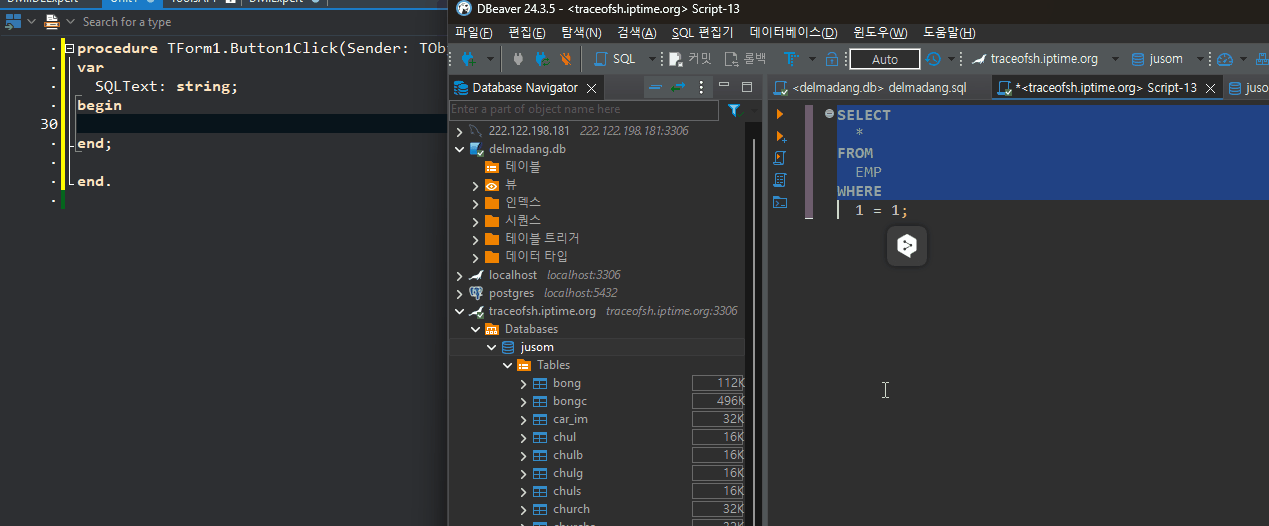 Search for a type
procedure TForm1.Button1Click(Sender: TOb
var
SQLText: string;
begin
30
end;
end.
DBeaver 24.3.5 - <traceofsh.iptime.org> Script-13
파일(F) 편집(E) 탐색(N) 검색(A) SQL 편집기 데이터베이스(D) 윈도우(W) 도움말(H)
SQL 커밋 롤백 Auto traceofsh.iptime.org jusom
Database Navigator
Enter a part of object name here
222.122.198.181 222.122.198.181:3306
delmadang.db
테이블
뷰
인덱스
시퀀스
테이블 트리거
데이터 타입
localhost localhost:3306
postgres localhost:5432
traceofsh.iptime.org traceofsh.iptime.org:3306
Databases
jusom
Tables
bong 112K
bongc 496K
car_im 32K
chul 16K
chulb 16K
chulg 16K
chuls 16K
church 32K
<delmadang.db> delmadang.sql *<traceofsh.iptime.org> Script-13 juso
SELECT
*
FROM
EMP
WHERE
1 = 1;